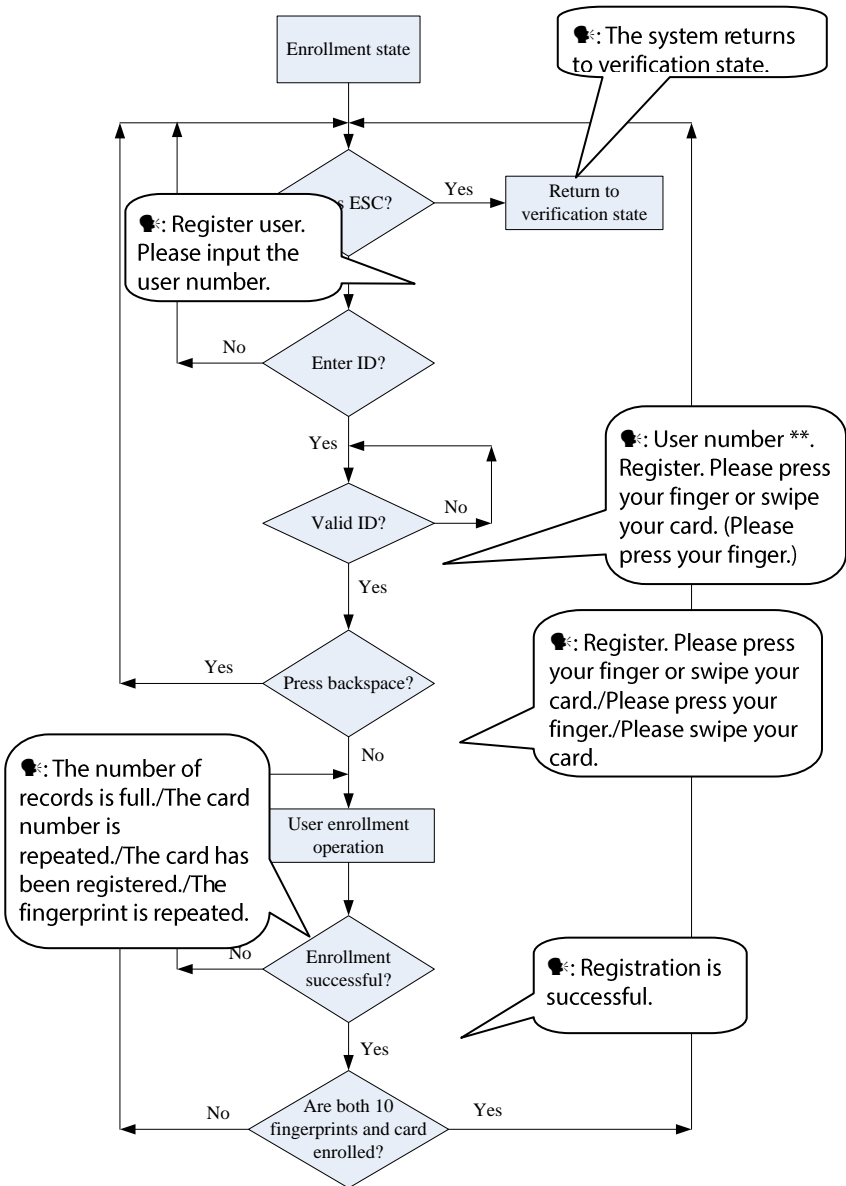 Enrollment state
🗣: The system returns
to verification state.
s ESC?
Yes
Return to
verification state
🗣: Register user.
Please input the
user number.
No
Enter ID?
Yes
🗣: User number **.
Register. Please press
your finger or swipe
your card. (Please
press your finger.)
Valid ID?
No
Yes
🗣: Register. Please press
your finger or swipe your
card./Please press your
finger./Please swipe your
card.
Yes
Press backspace?
No
🗣: The number of
records is full./The card
number is
repeated./The card has
been registered./The
fingerprint is repeated.
User enrollment
operation
No
Enrollment
successful?
🗣: Registration is
successful.
Yes
No
Are both 10
fingerprints and card
enrolled?
Yes